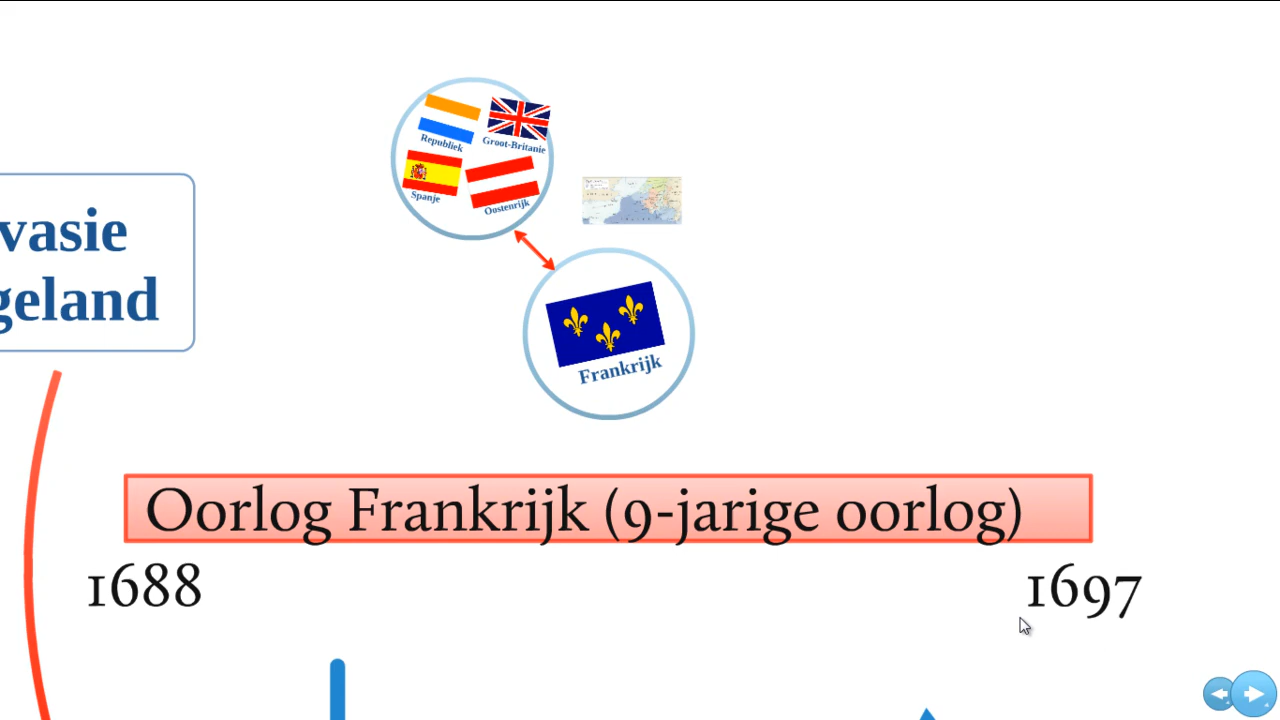 Republiek
Groot-Britanie
Spanje
Oostenrijk
vasie
geland
Frankrijk
Oorlog Frankrijk (9-jarige oorlog)
1688
1697